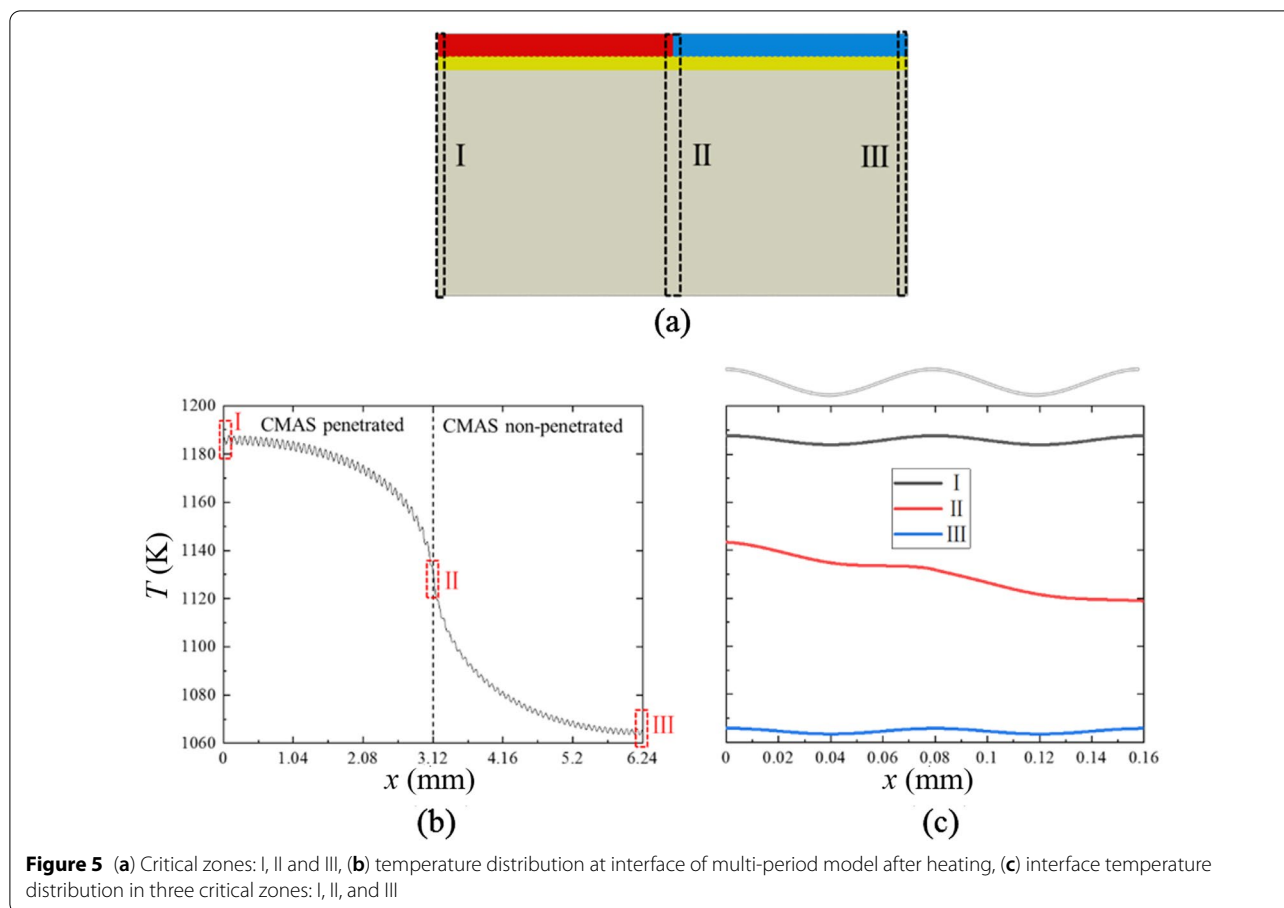 I
II
III
(a)
1200
1180
1160
1140
1120
1100
1080
1060
T (K)
I
CMAS penetrated
CMAS non-penetrated
II
III
0
1.04
2.08
3.12
4.16
5.2
6.24
x (mm)
(b)
I
II
III
0
0.02
0.04
0.06
0.08
0.1
0.12
0.14
0.16
x (mm)
(c)
Figure 5 (a) Critical zones: I, II and III, (b) temperature distribution at interface of multi-period model after heating, (c) interface temperature
distribution in three critical zones: I, II, and III